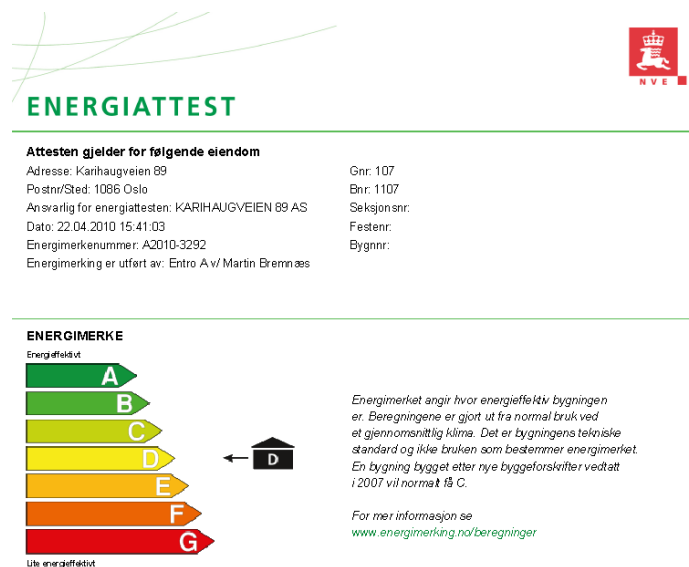 NVE
ENERGIATTEST
Attesten gjelder for følgende eiendom
Adresse: Karihaugveien 89
Postnr/Sted: 1086 Oslo
Ansvarlig for energiattesten: KARIHAUGVEIEN 89 AS
Dato: 22.04.2010 15:41:03
Energimerkenummer: A2010-3292
Energimerking er utført av: Entro A v/ Martin Bremnæs
Gnr: 107
Bnr: 1107
Seksjonsnr:
Festenr:
Bygnnr:
ENERGIMERKE
Energieffektivt
A
B
C
D
E
F
G
Lite energieffektivt
D
Energimerket angir hvor energieffektiv bygningen
er. Beregningene er gjort ut fra normal bruk ved
et gjennomsnittlig klima. Det er bygningens tekniske
standard og ikke bruken som bestemmer energimerket.
En bygning bygget etter nye byggeforskrifter vedtatt
i 2007 vil normalt få C.
For mer informasjon se
www.energimerking.no/beregninger